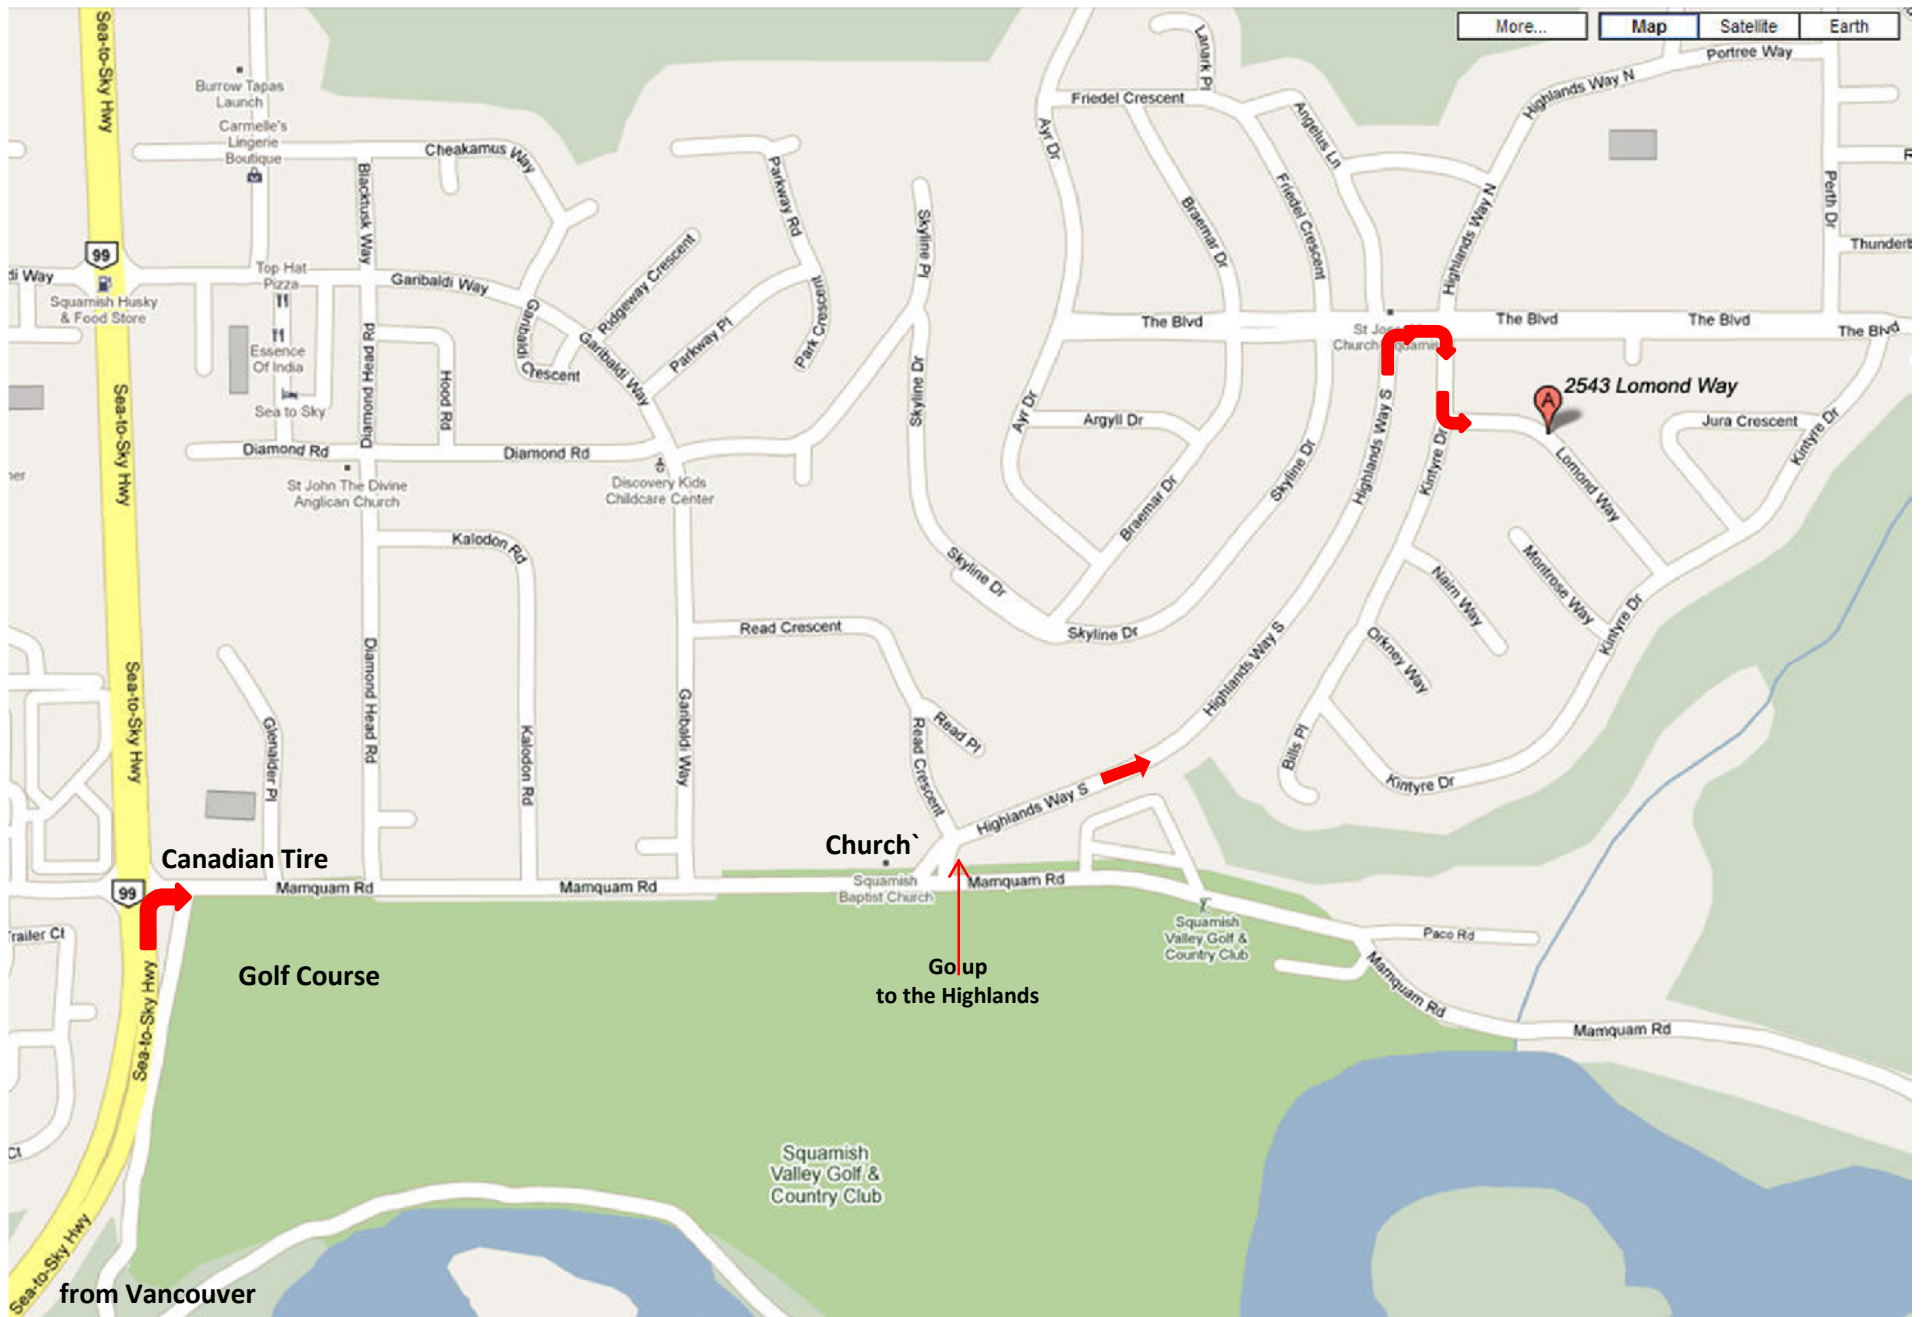 More...
Map
Satellite
Earth
Sea-to-Sky Hwy
Burrow Tapas
Launch
Carmelle's
Lingerie
Boutique
Cheakamus Way
Blacktusk Way
Parkway Rd
Skyline Pl
Ayr Dr
Friedel Crescent
Lanark Pl
Angelus Ln
Braemar Dr
Friedel Crescent
Highlands Way N
Highlands Way N
Highlands Way N
Portree Way
Perth Dr
Thundert
R
99
di Way
Squamish Husky
& Food Store
Top Hat
Pizza
Garibaldi Way
Garibaldi
Crescent
Ridgeway Crescent
Garibaldi Way
Parkway Pl
Park Crescent
Essence
Of India
Sea to Sky
Diamond Head Rd
Hood Rd
Skyline Dr
The Blvd
The Blvd
The Blvd
The Blvd
Church
2543 Lomond Way
A
Jura Crescent
Kintyre Dr
Argyll Dr
Ayr Dr
Highlands Way S
Kintyre Dr
Lomond Way
Sea-to-Sky Hwy
ner
Diamond Rd
Diamond Rd
St John The Divine
Anglican Church
Discovery Kids
Childcare Center
Braemar Dr
Skyline Dr
Kalodon Rd
Skyline Dr
Nairn Way
Montrose Way
Kintyre Dr
Orkney Way
Read Crescent
Skyline Dr
Highlands Way S
Sea-to-Sky Hwy
Glenalder Pl
Diamond Head Rd
Kalodon Rd
Garibaldi Way
Read Crescent
Read Pl
Bills Pl
Kintyre Dr
Highlands Way S
Canadian Tire
Church`
99
Mamquam Rd
Mamquam Rd
Squamish
Baptist Church
Mamquam Rd
Trailer Ct
Golf Course
Go up
to the Highlands
Squamish
Valley Golf &
Country Club
Paco Rd
Mamquam Rd
Mamquam Rd
Sea-to-Sky Hwy
Ct
Squamish
Valley Golf &
Country Club
Sea-to-Sky Hwy
from Vancouver